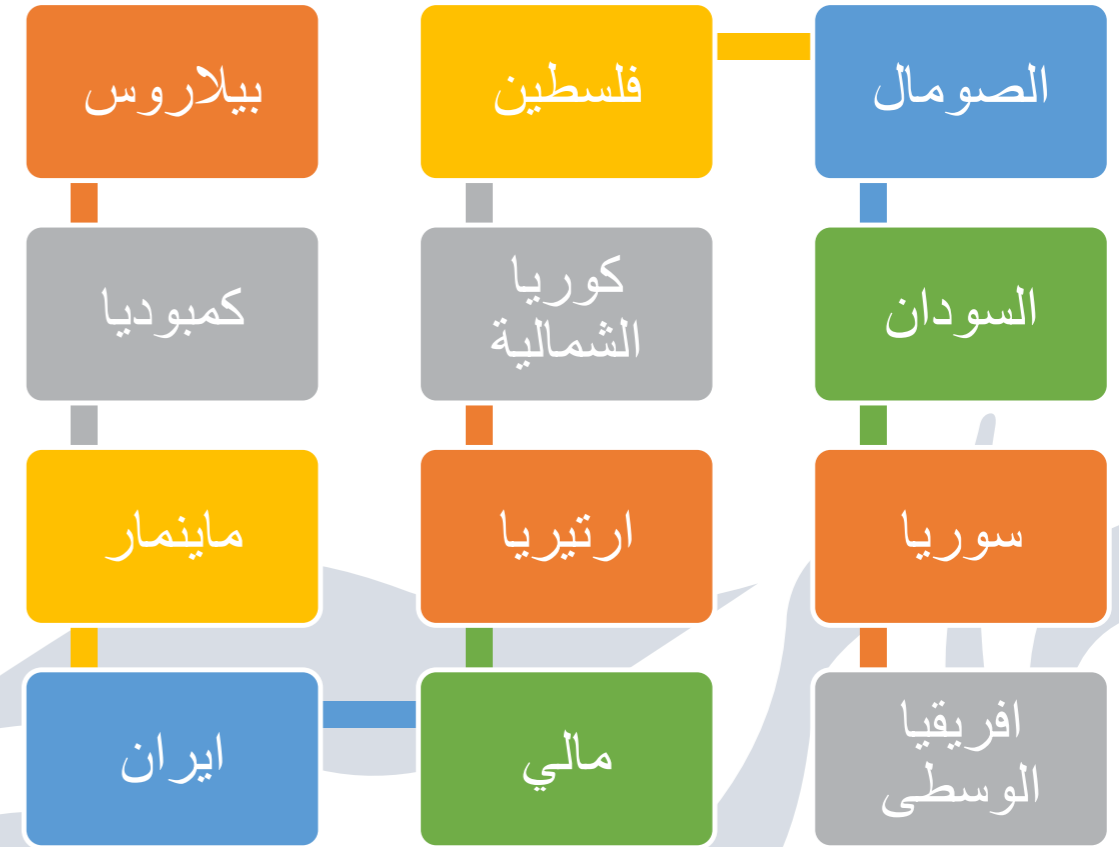 بيلاروس
كمبوديا
ماينمار
ايران
مالي
ارتيريا
كوريا
الشمالية
فلسطين
الصومال
السودان
سوريا
افريقيا
الوسطى